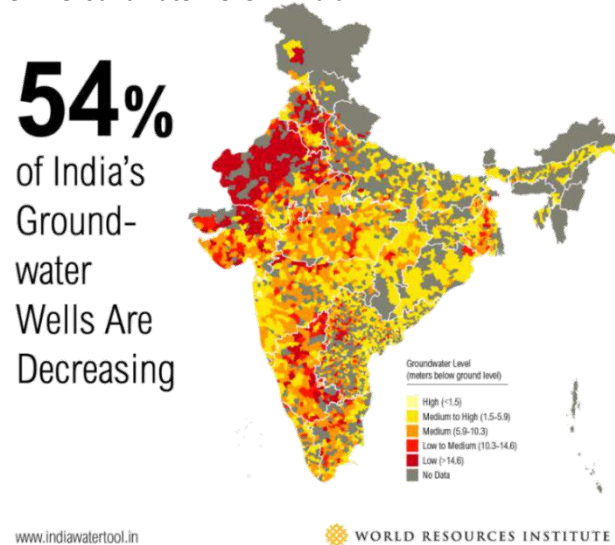 54%
of India's
Ground-
water
Wells Are
Decreasing
Groundwater Level
(meters below ground level)
High (<1.5)
Medium to High (1.5-5.9)
Medium (5.9-10.3)
Low to Medium (10.3-14.6)
Low (>14.6)
No Data
www.indiawatertool.in
WORLD RESOURCES INSTITUTE